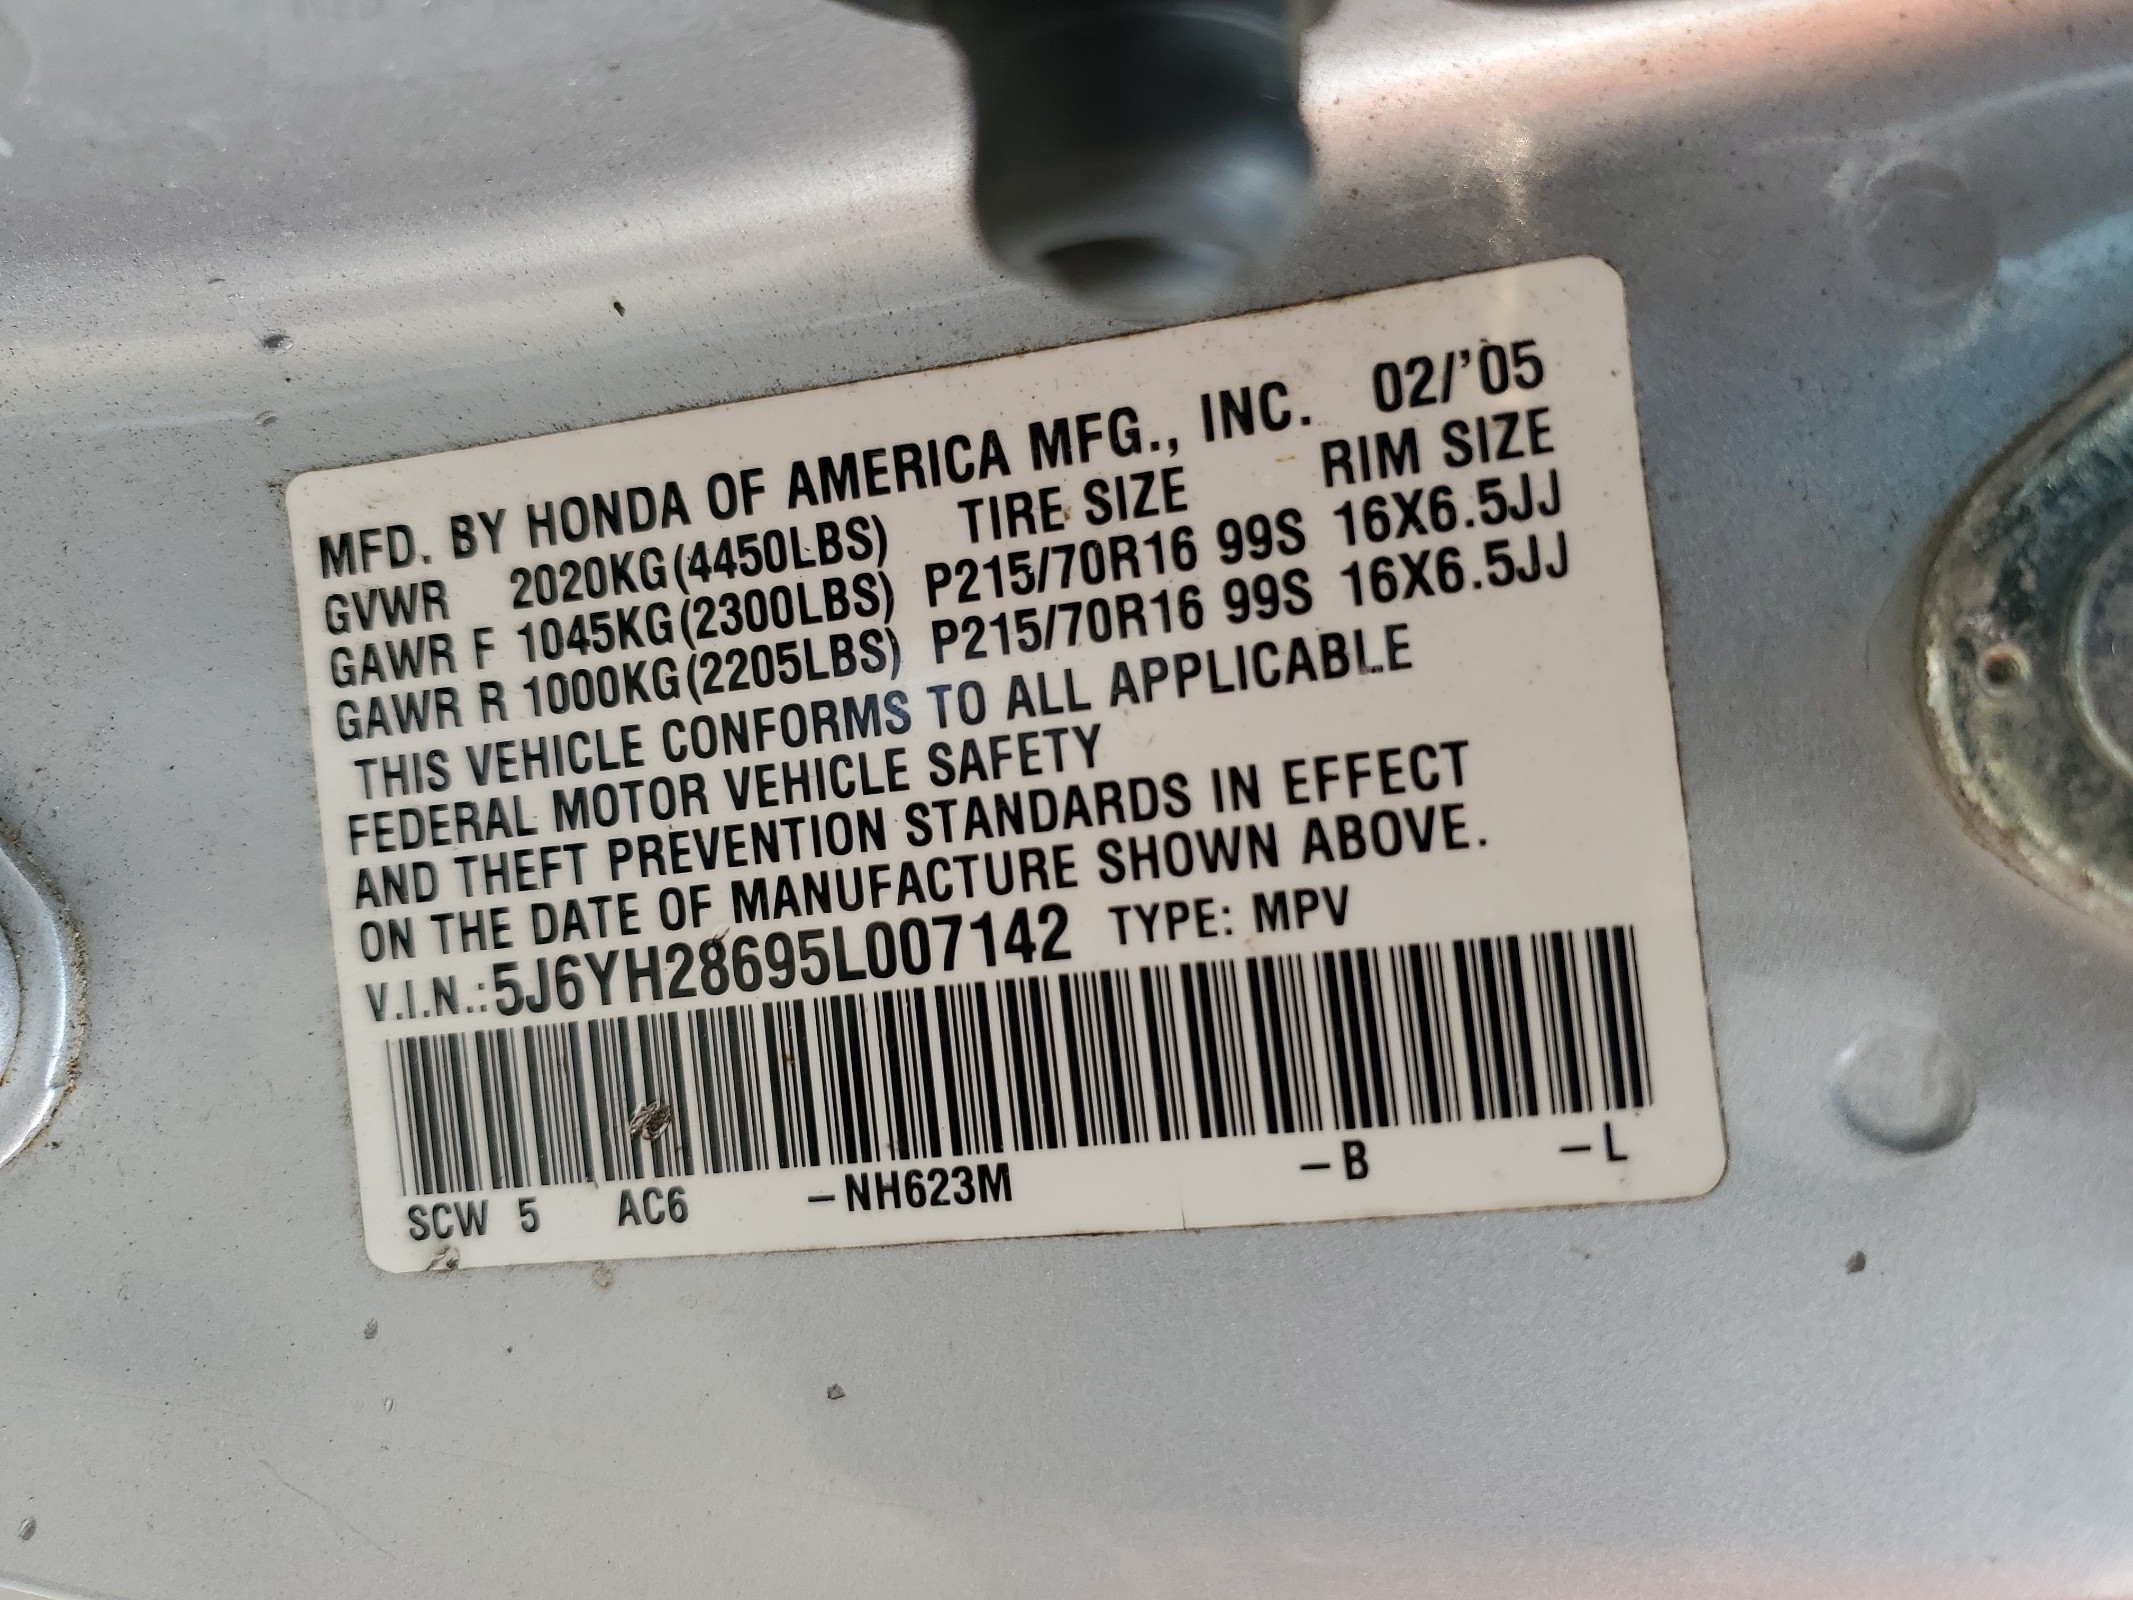 MFD. BY HONDA OF AMERICA MFG., INC. 02/'05
GVWR 2020KG(4450LBS) TIRE SIZE RIM SIZE
GAWR F 1045KG(2300LBS) P215/70R16 99S 16X6.5JJ
GAWR R 1000KG(2205LBS) P215/70R16 99S 16X6.5JJ
THIS VEHICLE CONFORMS TO ALL APPLICABLE
FEDERAL MOTOR VEHICLE SAFETY
AND THEFT PREVENTION STANDARDS IN EFFECT
ON THE DATE OF MANUFACTURE SHOWN ABOVE.
V.I.N.:5J6YH28695L007142 TYPE: MPV
SCW 5 AC6 -NH623M -B -L